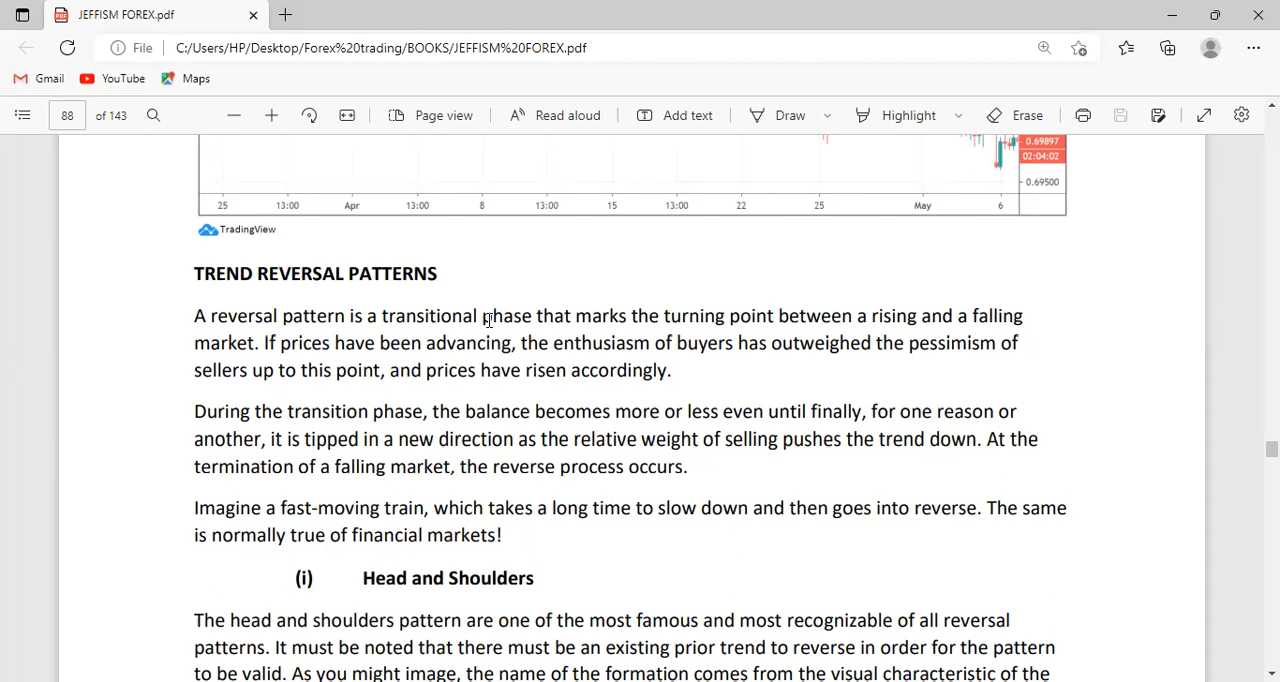 JEFFISM FOREX.pdf
File C:/Users/HP/Desktop/Forex%20trading/BOOKS/JEFFISM%20FOREX.pdf
Gmail YouTube Maps
88 of 143 Page view Read aloud Add text Draw Highlight Erase
0.69897
02:04:02
0.69500
25 13:00 Apr 13:00 8 13:00 15 13:00 22 25 May 6
TradingView
TREND REVERSAL PATTERNS
A reversal pattern is a transitional phase that marks the turning point between a rising and a falling
market. If prices have been advancing, the enthusiasm of buyers has outweighed the pessimism of
sellers up to this point, and prices have risen accordingly.
During the transition phase, the balance becomes more or less even until finally, for one reason or
another, it is tipped in a new direction as the relative weight of selling pushes the trend down. At the
termination of a falling market, the reverse process occurs.
Imagine a fast-moving train, which takes a long time to slow down and then goes into reverse. The same
is normally true of financial markets!
(i) Head and Shoulders
The head and shoulders pattern are one of the most famous and most recognizable of all reversal
patterns. It must be noted that there must be an existing prior trend to reverse in order for the pattern
to be valid. As you might image, the name of the formation comes from the visual characteristic of the